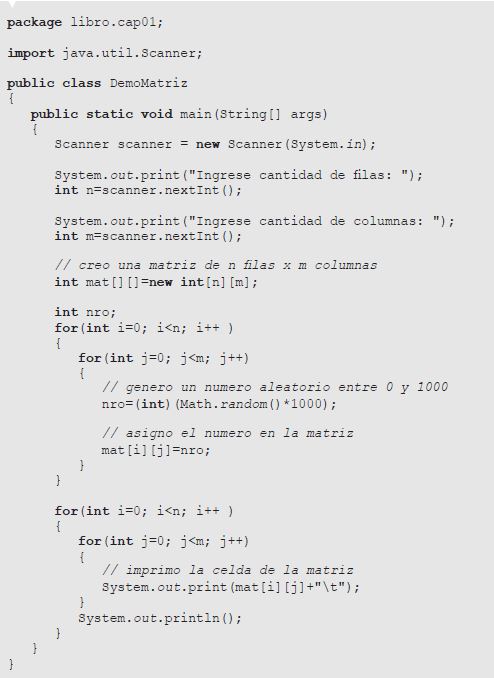 package libro.cap01;
import java.util.Scanner;
public class DemoMatriz
{
public static void main(String[] args)
{
Scanner scanner = new Scanner(System.in);
System.out.print("Ingrese cantidad de filas: ");
int n=scanner.nextInt();
System.out.print("Ingrese cantidad de columnas: ");
int m=scanner.nextInt();
// creo una matriz de n filas x m columnas
int mat[][]=new int[n][m];
int nro;
for(int i=0; i<n; i++ )
{
for(int j=0; j<m; j++)
{
// genero un numero aleatorio entre 0 y 1000
nro=(int)(Math.random()*1000);
// asigno el numero en la matriz
mat[i][j]=nro;
}
}
for(int i=0; i<n; i++ )
{
for(int j=0; j<m; j++)
{
// imprimo la celda de la matriz
System.out.print(mat[i][j]+"\t");
}
System.out.println();
}
}
}